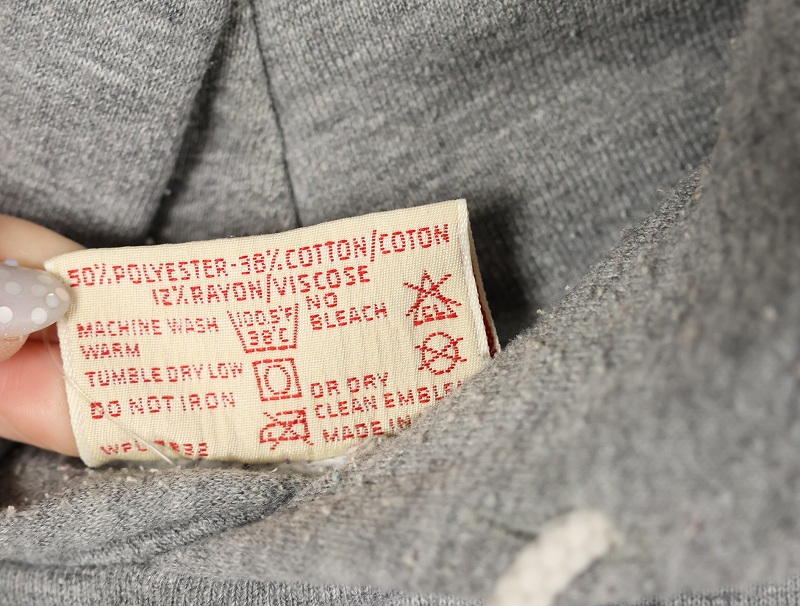 50%POLYESTER-38%COTTON/COTON
12%RAYON/VISCOSE
MACHINE WASH
WARM
100.5°F
38°C
NO
BLEACH
TUMBLE DRY LOW
DO NOT IRON
OR DRY
CLEAN
MADE IN